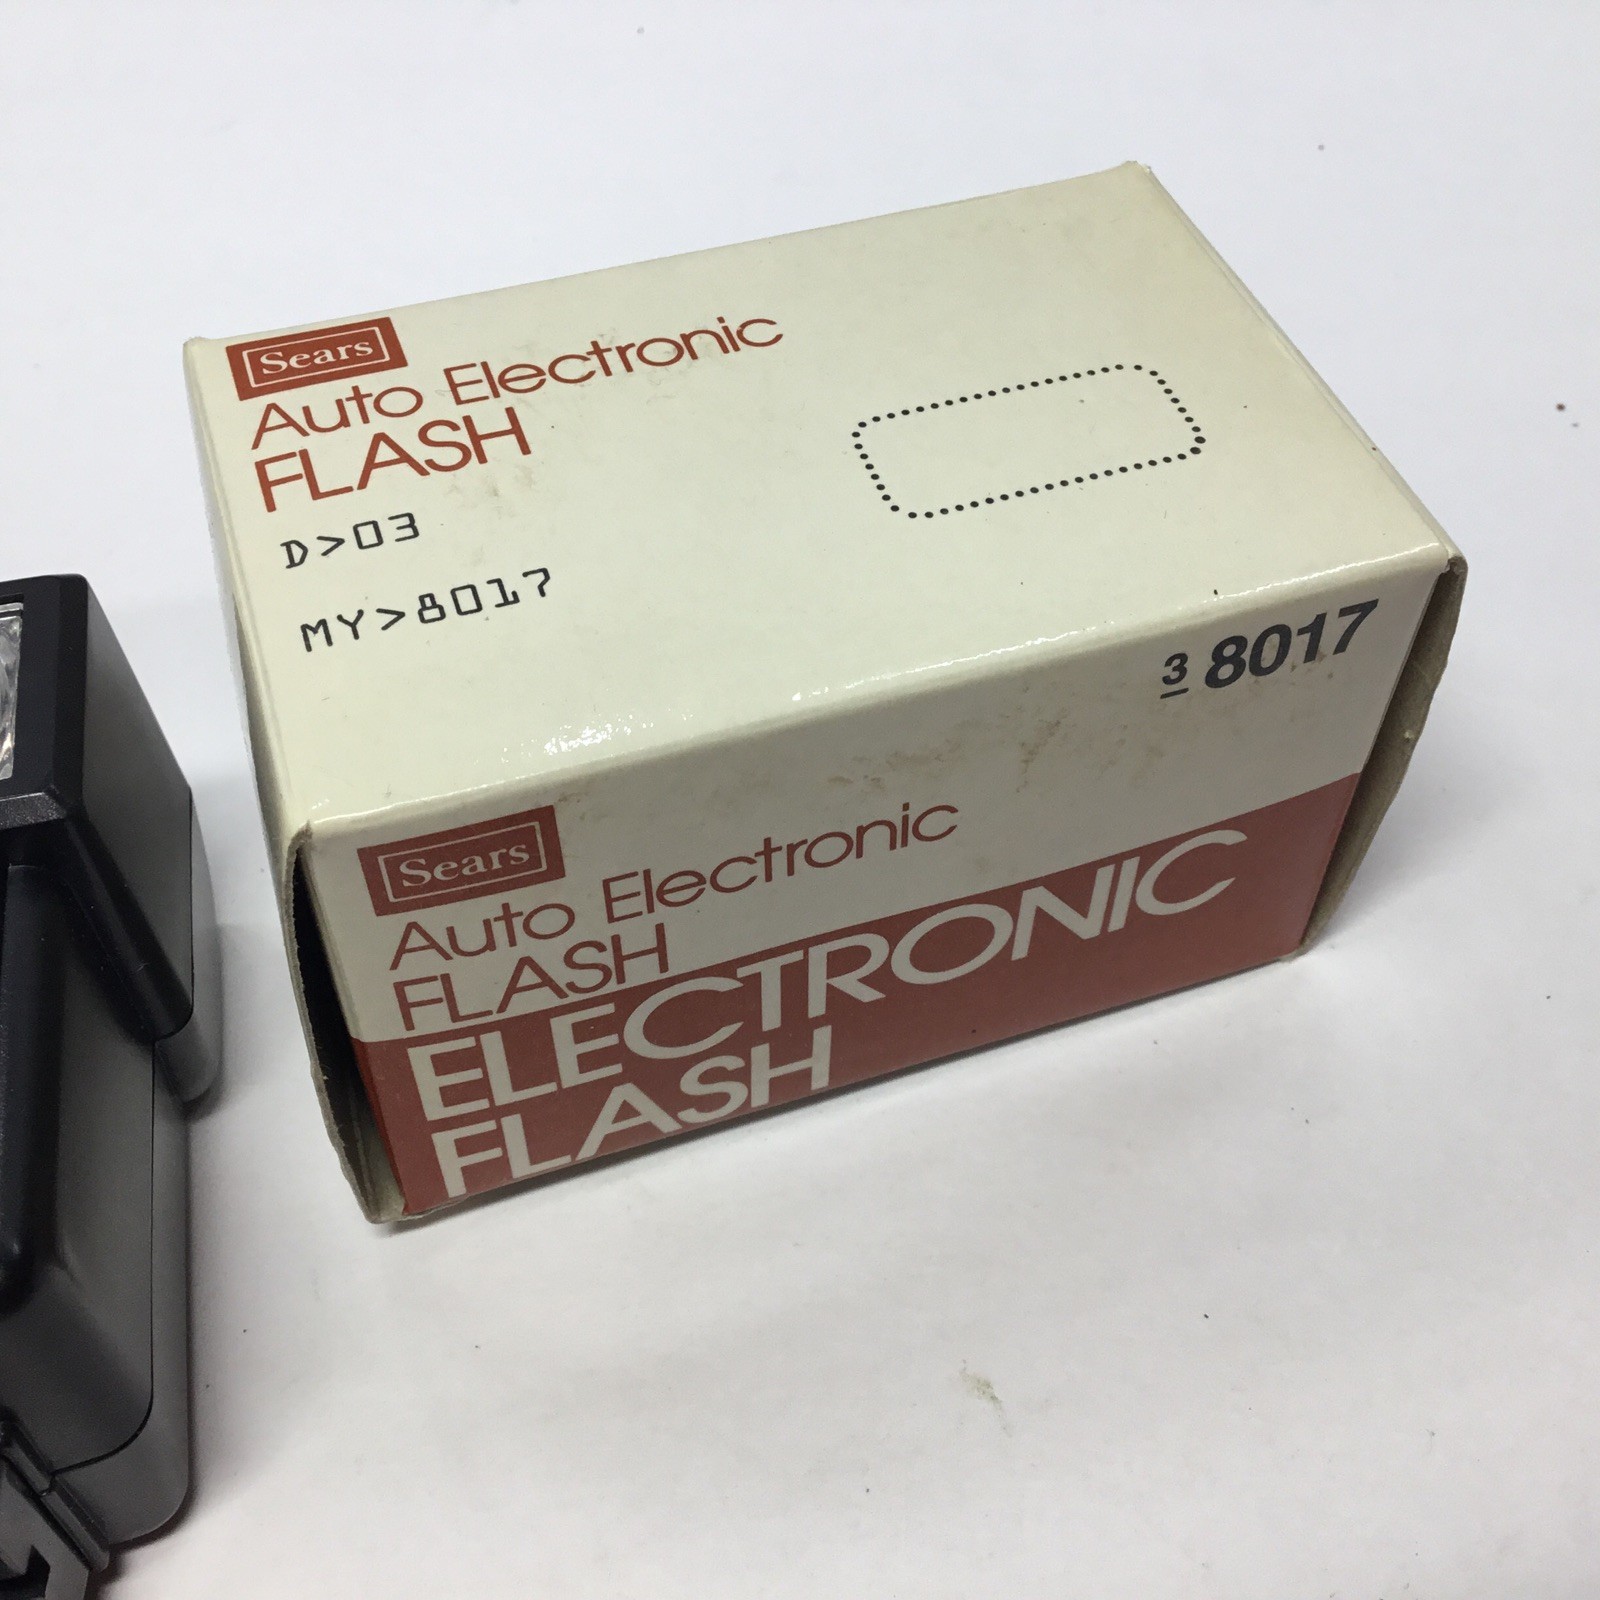 Sears
Auto Electronic
FLASH
D>03
MY>8017
3 8017
Sears
Auto Electronic
FLASH
ELECTRONIC
FLASH